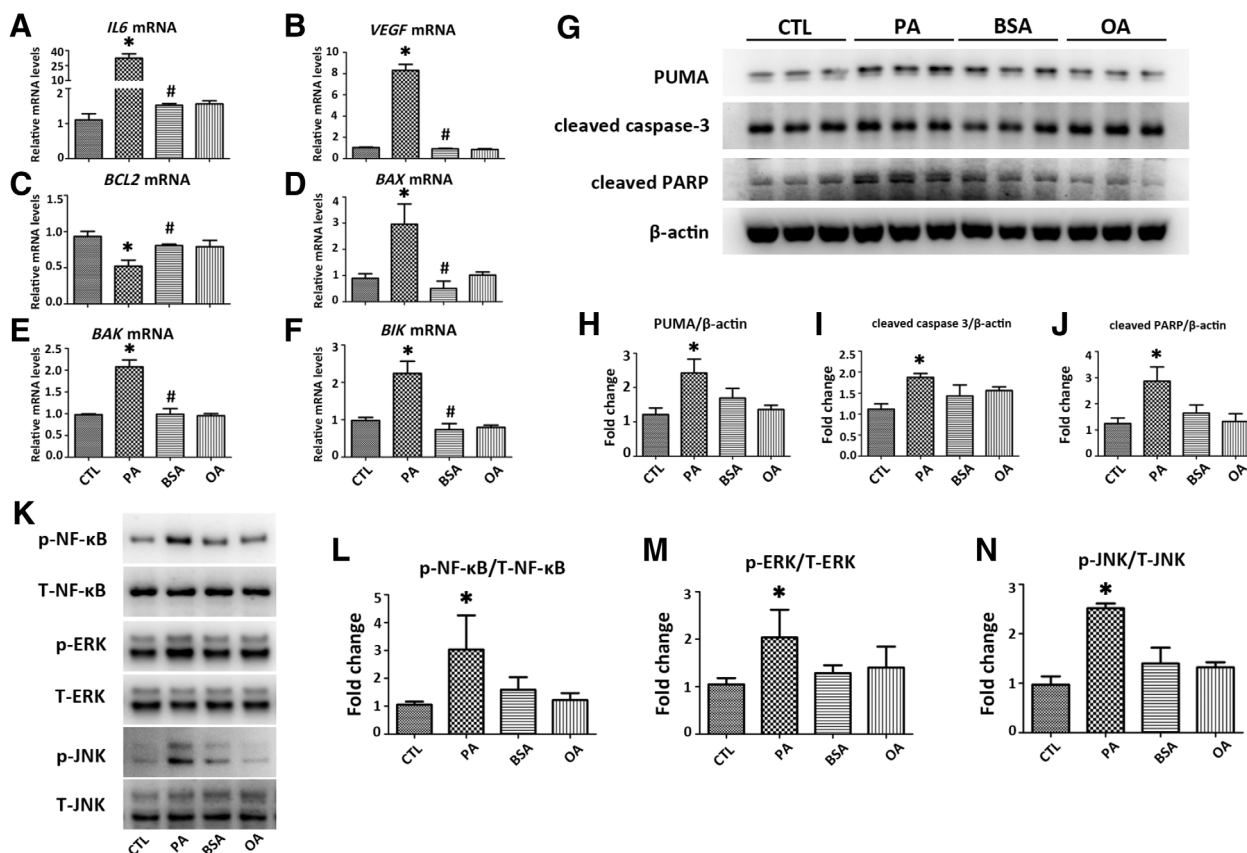 A
IL6 mRNA
Relative mRNA levels
40
25
10
2
1
0
*
#
B
VEGF mRNA
Relative mRNA levels
10
8
6
4
2
0
*
#
C
BCL2 mRNA
Relative mRNA levels
1.5
1.0
0.5
0.0
*
#
D
BAX mRNA
Relative mRNA levels
4
3
2
1
0
*
#
E
BAK mRNA
Relative mRNA levels
2.5
2.0
1.5
1.0
0.5
0.0
*
#
CTL PA BSA OA
F
BIK mRNA
Relative mRNA levels
3
2
1
0
*
#
CTL PA BSA OA
G
CTL PA BSA OA
PUMA
cleaved caspase-3
cleaved PARP
β-actin
H
PUMA/β-actin
Fold change
3
2
1
0
*
CTL PA BSA OA
I
cleaved caspase 3/β-actin
Fold change
2.5
2.0
1.5
1.0
0.5
0.0
*
CTL PA BSA OA
J
cleaved PARP/β-actin
Fold change
4
3
2
1
0
*
CTL PA BSA OA
K
p-NF-κB
T-NF-κB
p-ERK
T-ERK
p-JNK
T-JNK
CTL PA BSA OA
L
p-NF-κB/T-NF-κB
Fold change
5
4
3
2
1
0
*
CTL PA BSA OA
M
p-ERK/T-ERK
Fold change
3
2
1
0
*
CTL PA BSA OA
N
p-JNK/T-JNK
Fold change
3
2
1
0
*
CTL PA BSA OA